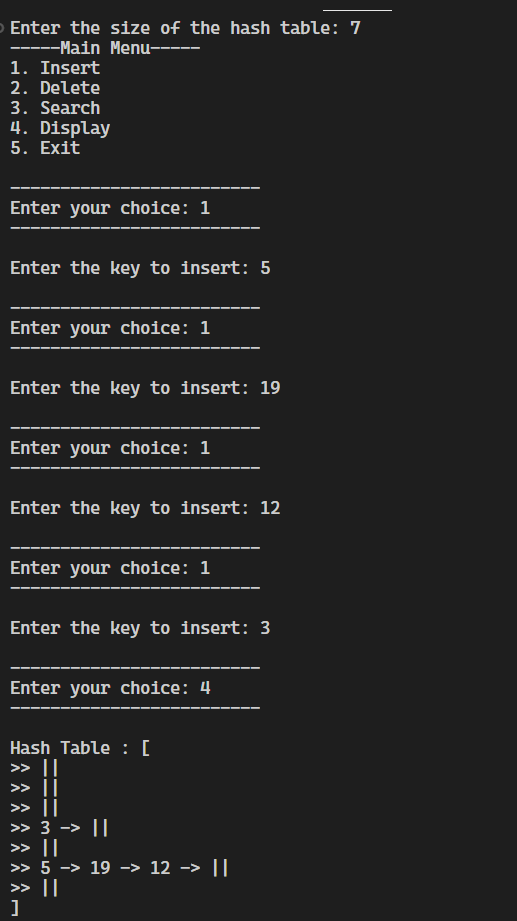 Enter the size of the hash table: 7
-----Main Menu-----
1. Insert
2. Delete
3. Search
4. Display
5. Exit
-------------------------
Enter your choice: 1
-------------------------
Enter the key to insert: 5
-------------------------
Enter your choice: 1
-------------------------
Enter the key to insert: 19
-------------------------
Enter your choice: 1
-------------------------
Enter the key to insert: 12
-------------------------
Enter your choice: 1
-------------------------
Enter the key to insert: 3
-------------------------
Enter your choice: 4
-------------------------
Hash Table : [
>> ||
>> ||
>> ||
>> 3 -> ||
>> ||
>> 5 -> 19 -> 12 -> ||
>> ||
]